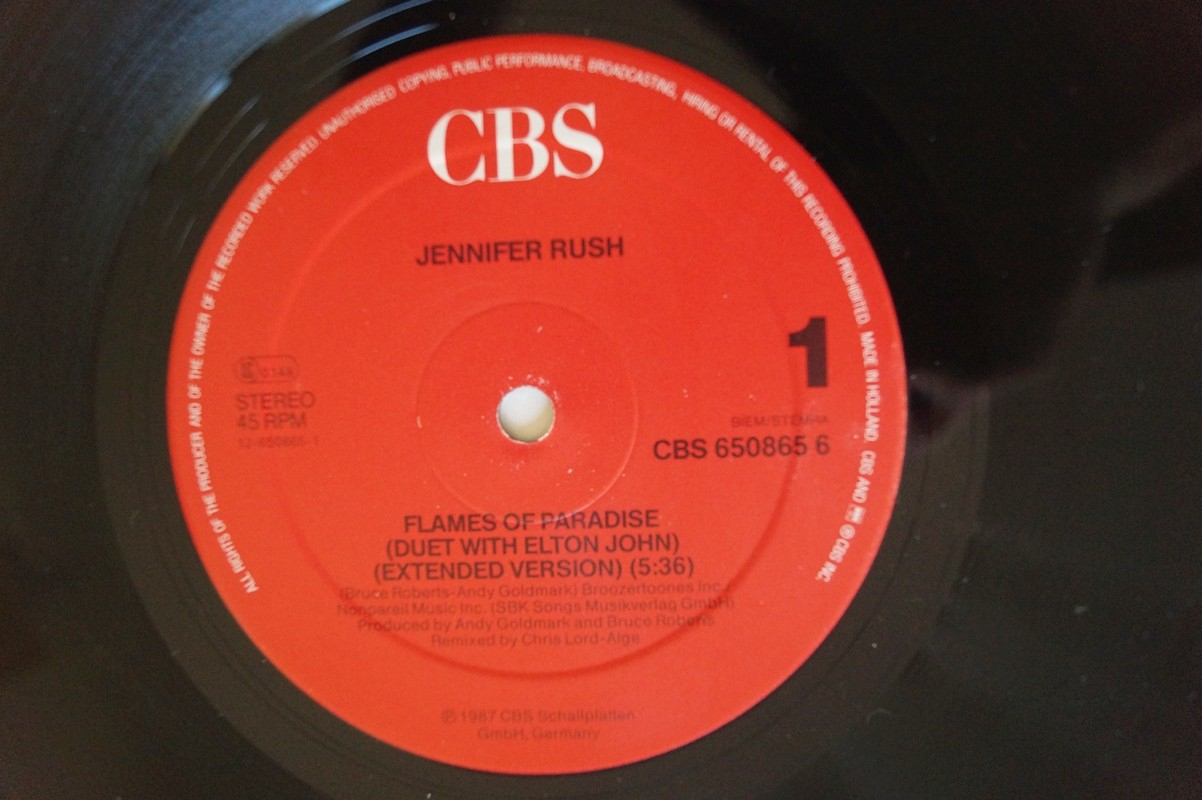 ALL RIGHTS OF THE PRODUCER AND OF THE OWNER OF THE RECORDED WORK RESERVED. UNAUTHORISED COPYING, PUBLIC PERFORMANCE, BROADCASTING, HIRING OR RENTAL OF THIS RECORDING PROHIBITED. MADE IN HOLLAND. CBS AND ℗ CBS INC.
CBS
JENNIFER RUSH
1
STEREO
45 RPM
12-650865-1
BIEM/STEMRA
CBS 650865 6
FLAMES OF PARADISE
(DUET WITH ELTON JOHN)
(EXTENDED VERSION) (5:36)
(Bruce Roberts-Andy Goldmark) Broozertoones Inc.
Nonpareil Music Inc. (SBK Songs Musikverlag GmbH)
Produced by Andy Goldmark and Bruce Roberts
Remixed by Chris Lord-Alge
℗ 1987 CBS Schallplatten
GmbH, Germany